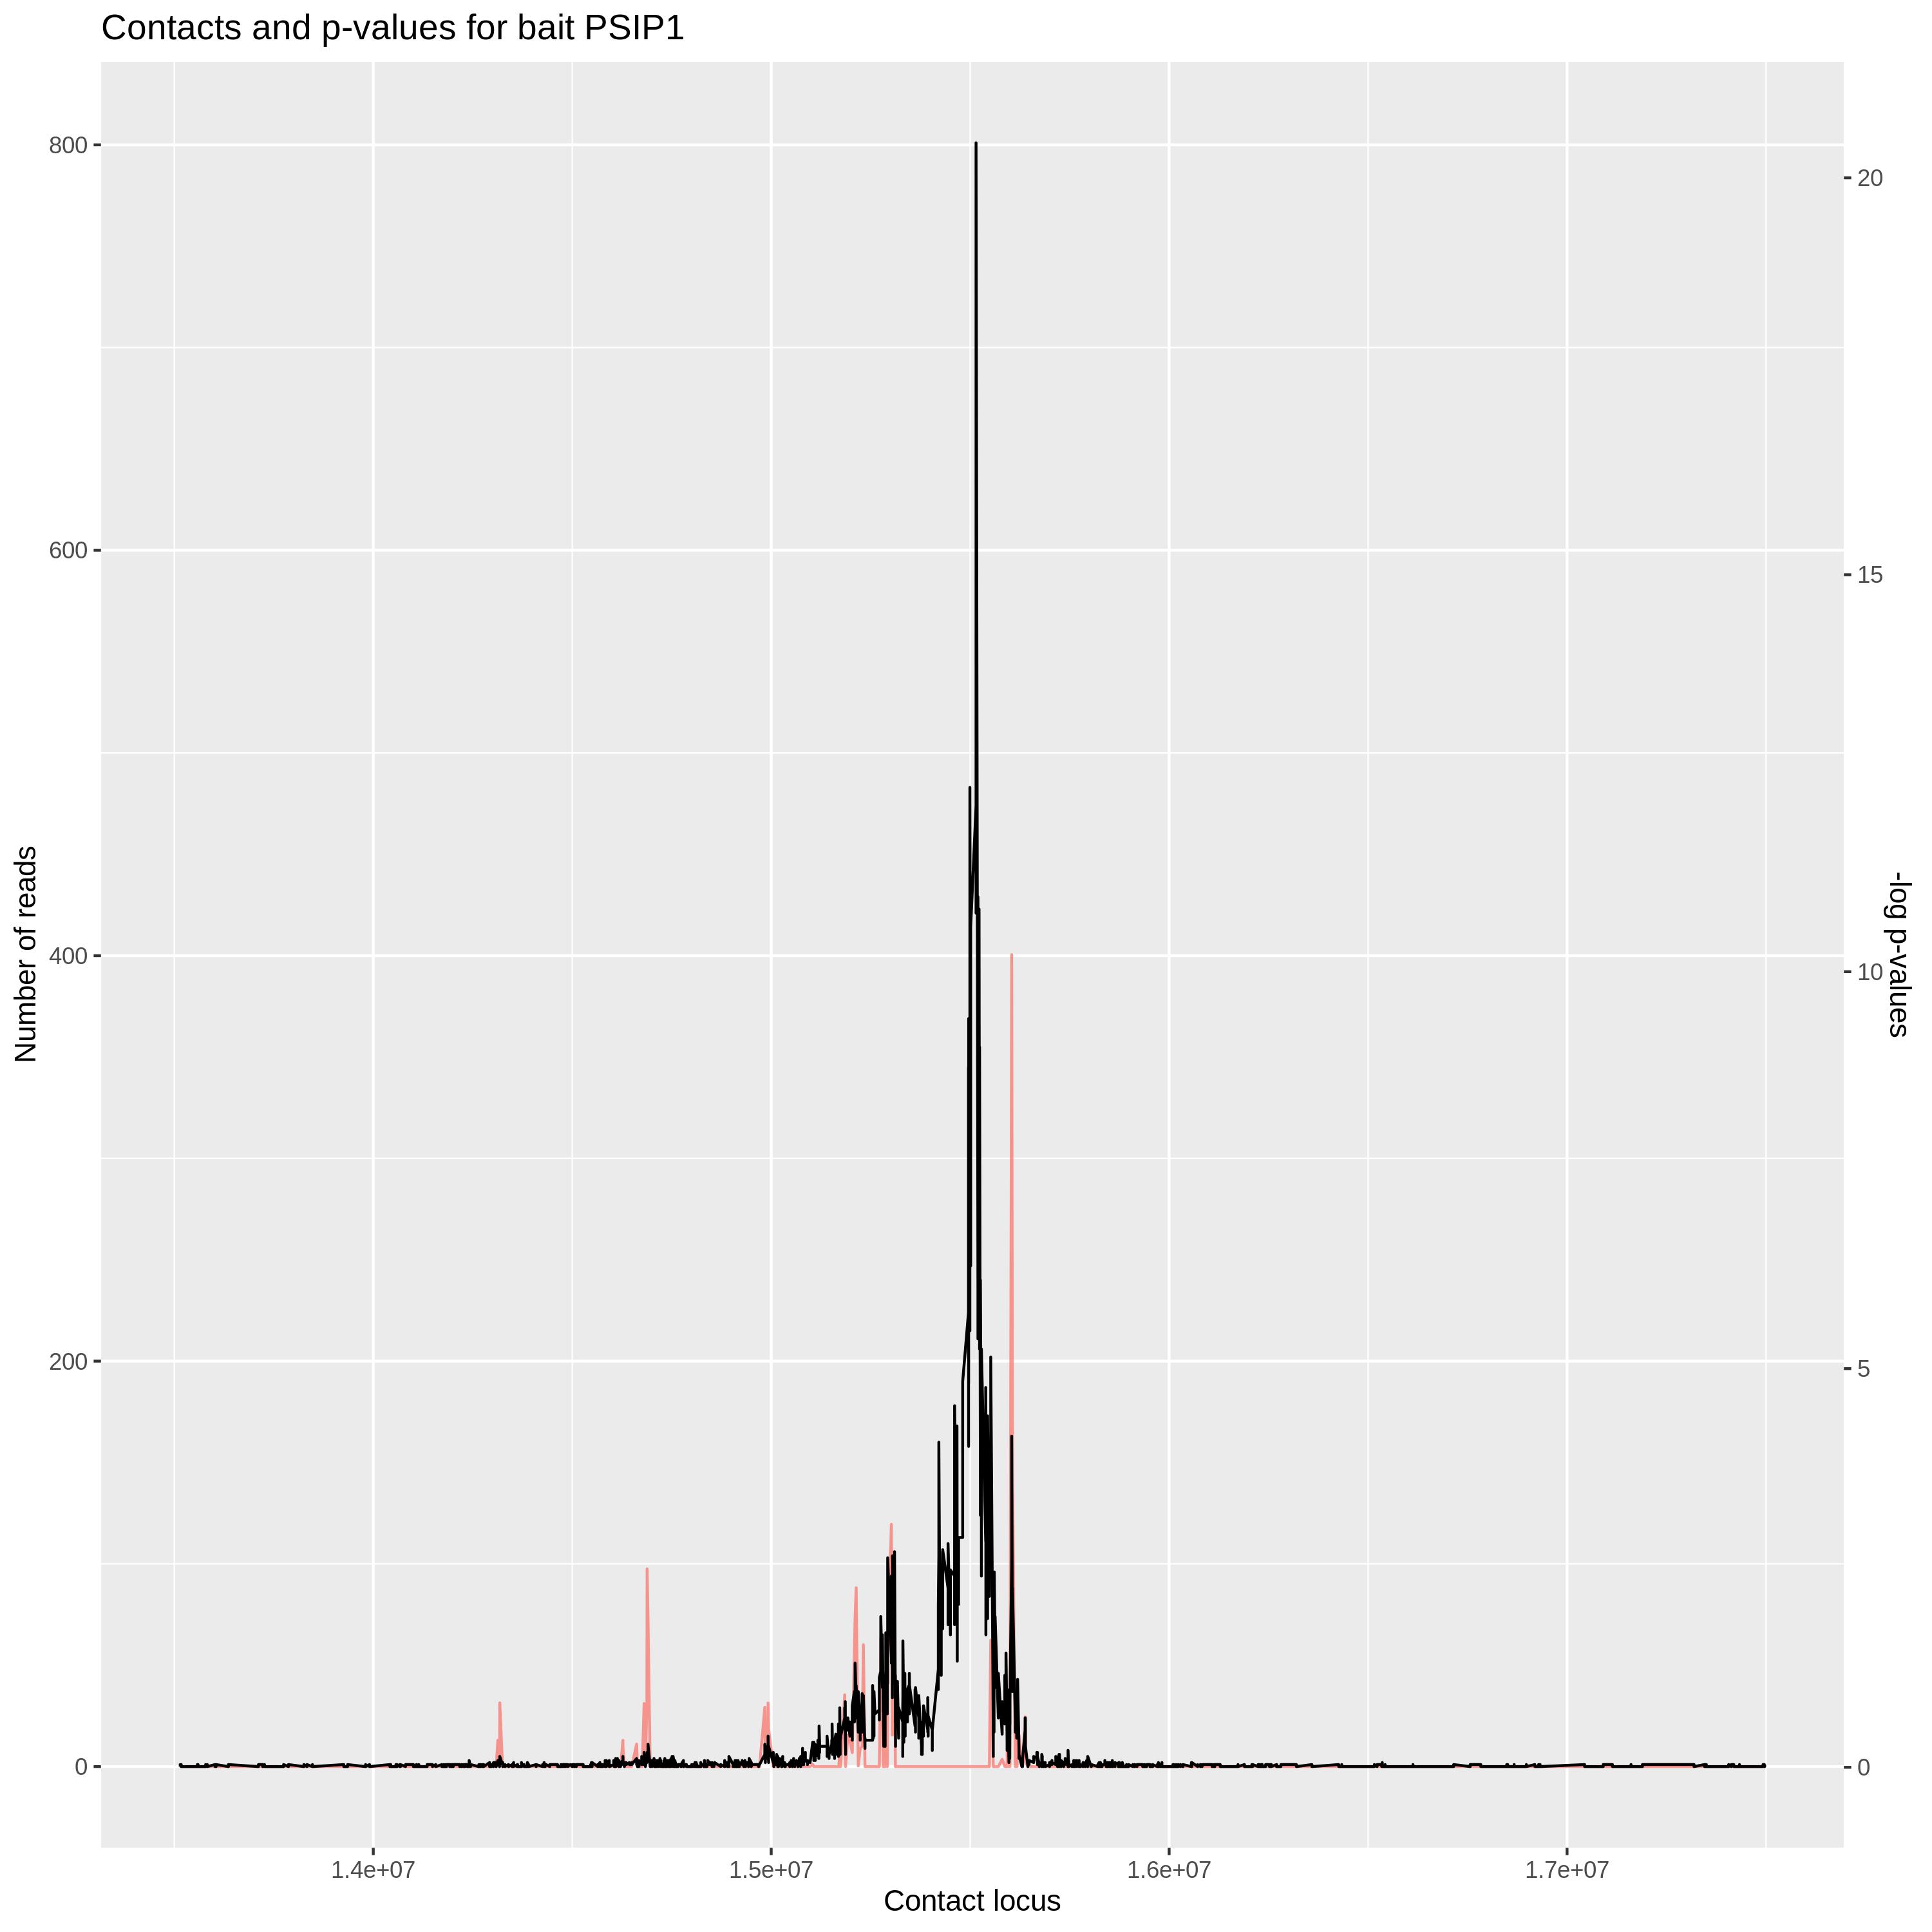 Contacts and p-values for bait PSIP1
Number of reads
800
600
400
200
0
20
15
10
5
0
-log p-values
1.4e+07 1.5e+07 1.6e+07 1.7e+07
Contact locus